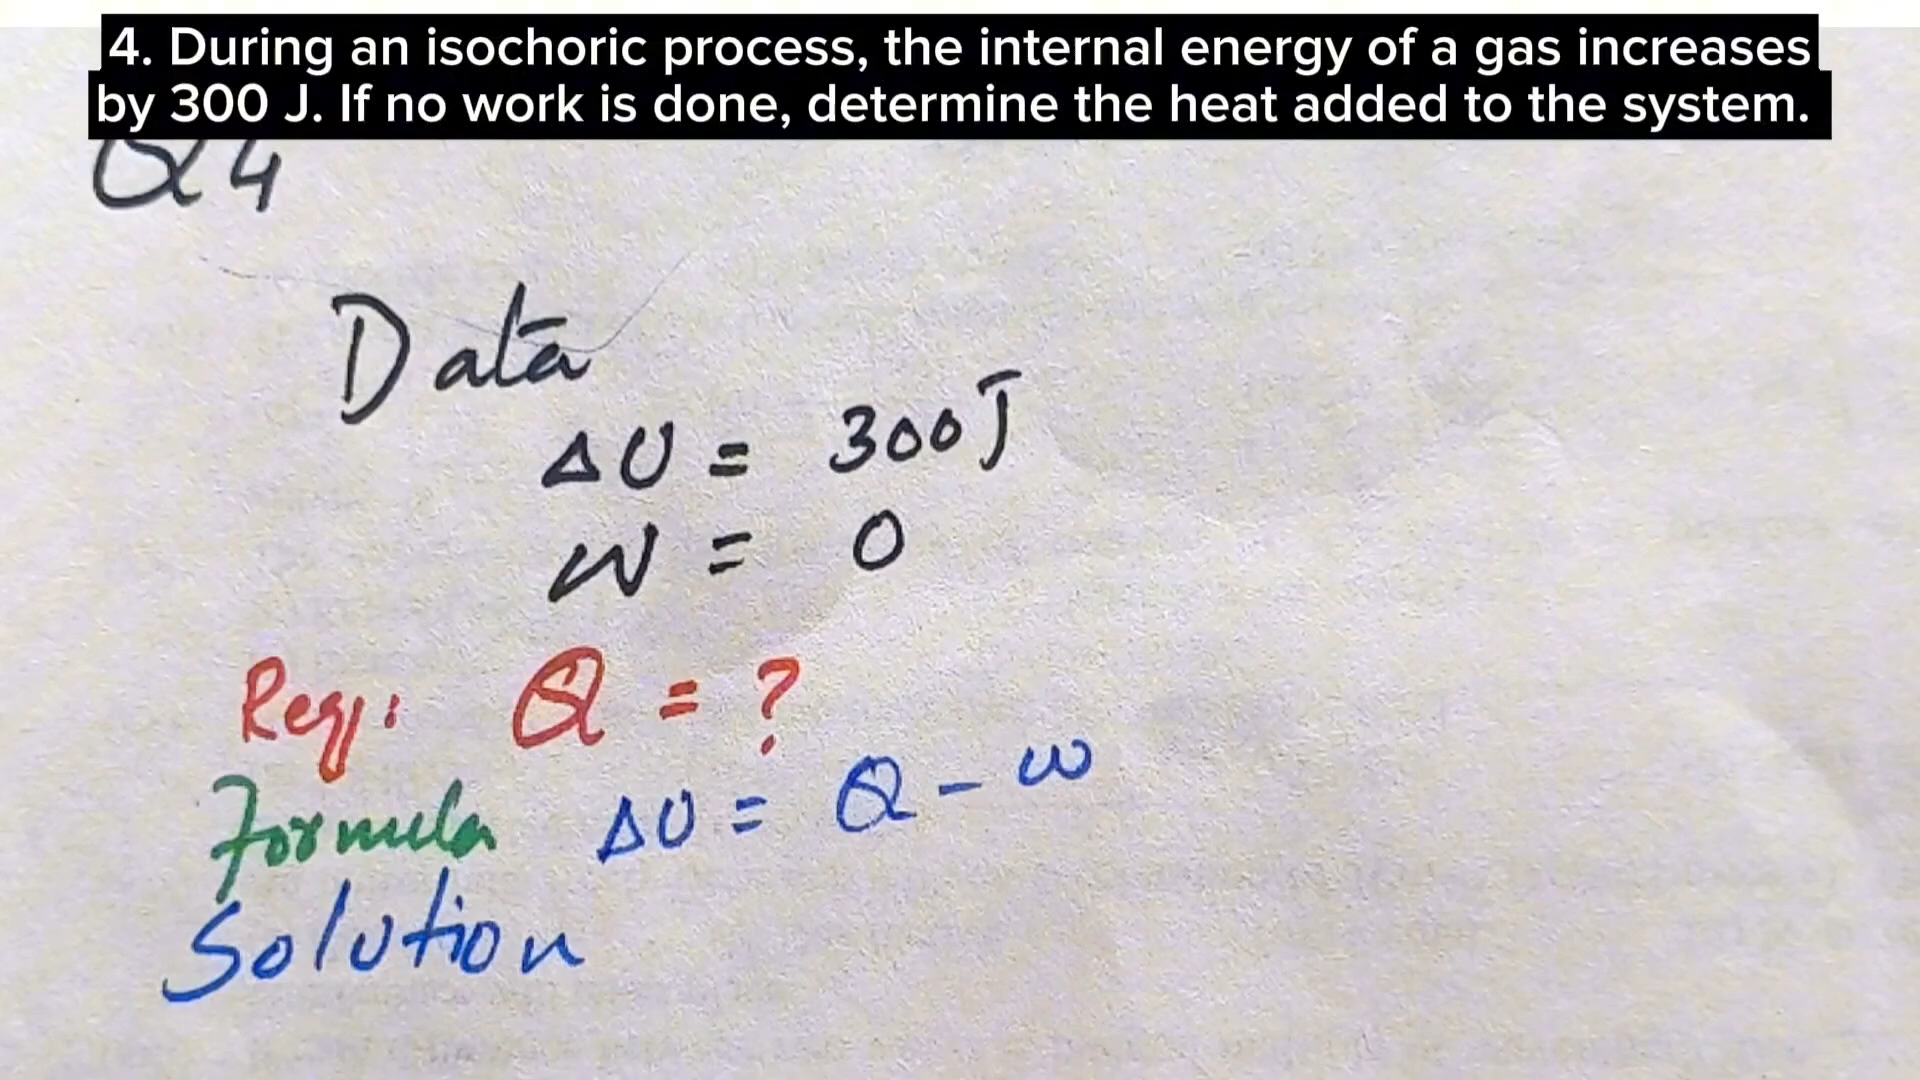 4. During an isochoric process, the internal energy of a gas increases
by 300 J. If no work is done, determine the heat added to the system.
Q4
Data
ΔU = 300J
W = 0
Req: Q = ?
Formula ΔU = Q - W
Solution